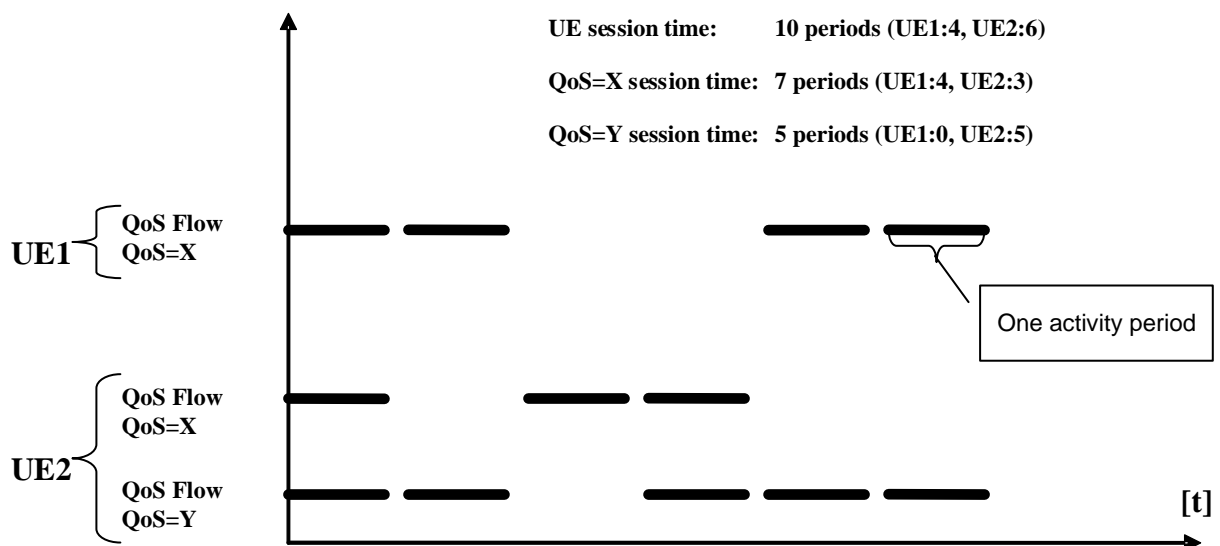 UE session time: 10 periods (UE1:4, UE2:6)
QoS=X session time: 7 periods (UE1:4, UE2:3)
QoS=Y session time: 5 periods (UE1:0, UE2:5)
UE1
QoS Flow
QoS=X
One activity period
UE2
QoS Flow
QoS=X
QoS Flow
QoS=Y
[t]